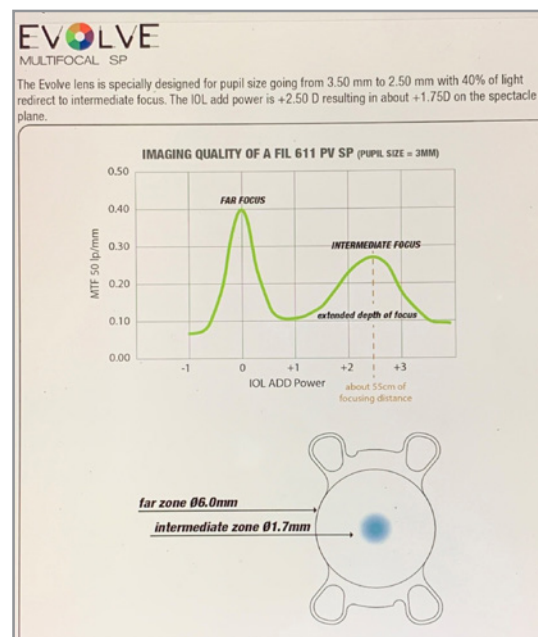 EVOLVE
MULTIFOCAL SP
The Evolve lens is specially designed for pupil size going from 3.50 mm to 2.50 mm with 40% of light
redirect to intermediate focus. The IOL add power is +2.50 D resulting in about +1.75D on the spectacle
plane.
IMAGING QUALITY OF A FIL 611 PV SP (PUPIL SIZE = 3MM)
0.50
FAR FOCUS
0.40
INTERMEDIATE FOCUS
0.30
MTF 50 lp/mm
0.20
extended depth of focus
0.10
0.00
-1 0 +1 +2 +3
IOL ADD Power
about 55cm of
focusing distance
far zone Ø6.0mm
intermediate zone Ø1.7mm